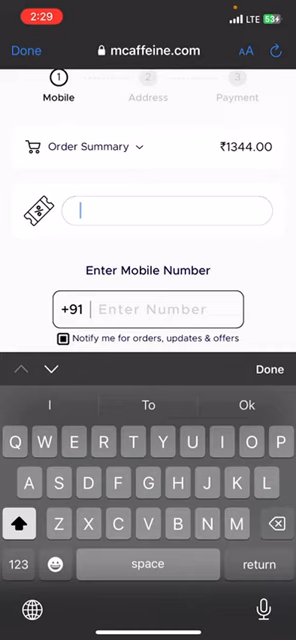 2:29 LTE 53
Done mcaffeine.com AA
1 2 3
Mobile Address Payment
Order Summary ₹1344.00
%
Enter Mobile Number
+91 Enter Number
Notify me for orders, updates & offers
Done
I To Ok
Q W E R T Y U I O P
A S D F G H J K L
Z X C V B N M
123 space return